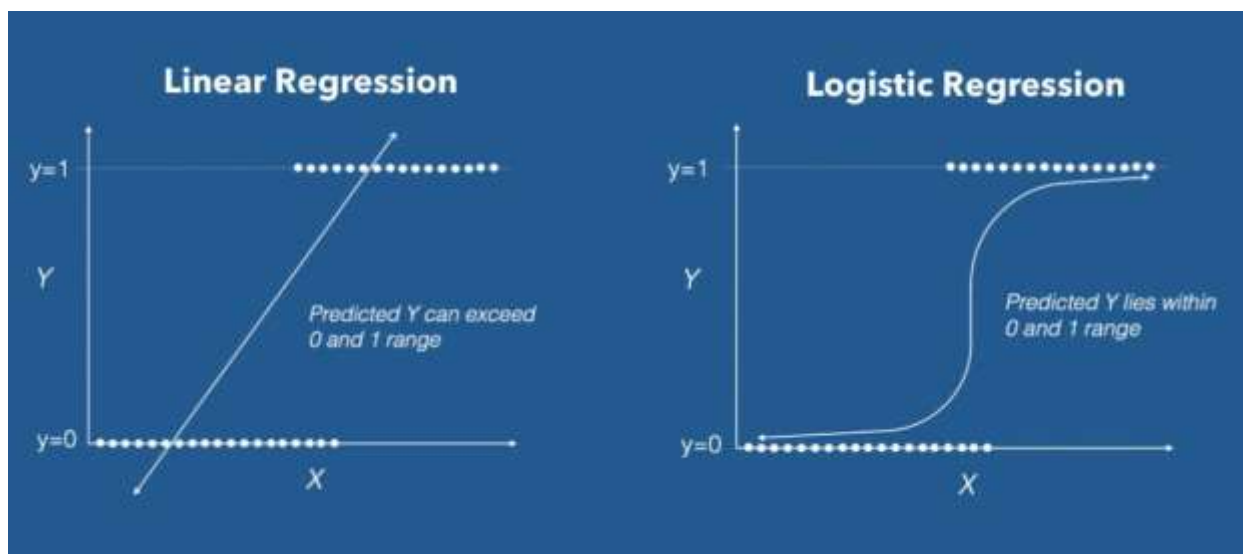 Linear Regression
y=1
Y
Predicted Y can exceed
0 and 1 range
y=0
X
Logistic Regression
y=1
Y
Predicted Y lies within
0 and 1 range
y=0
X